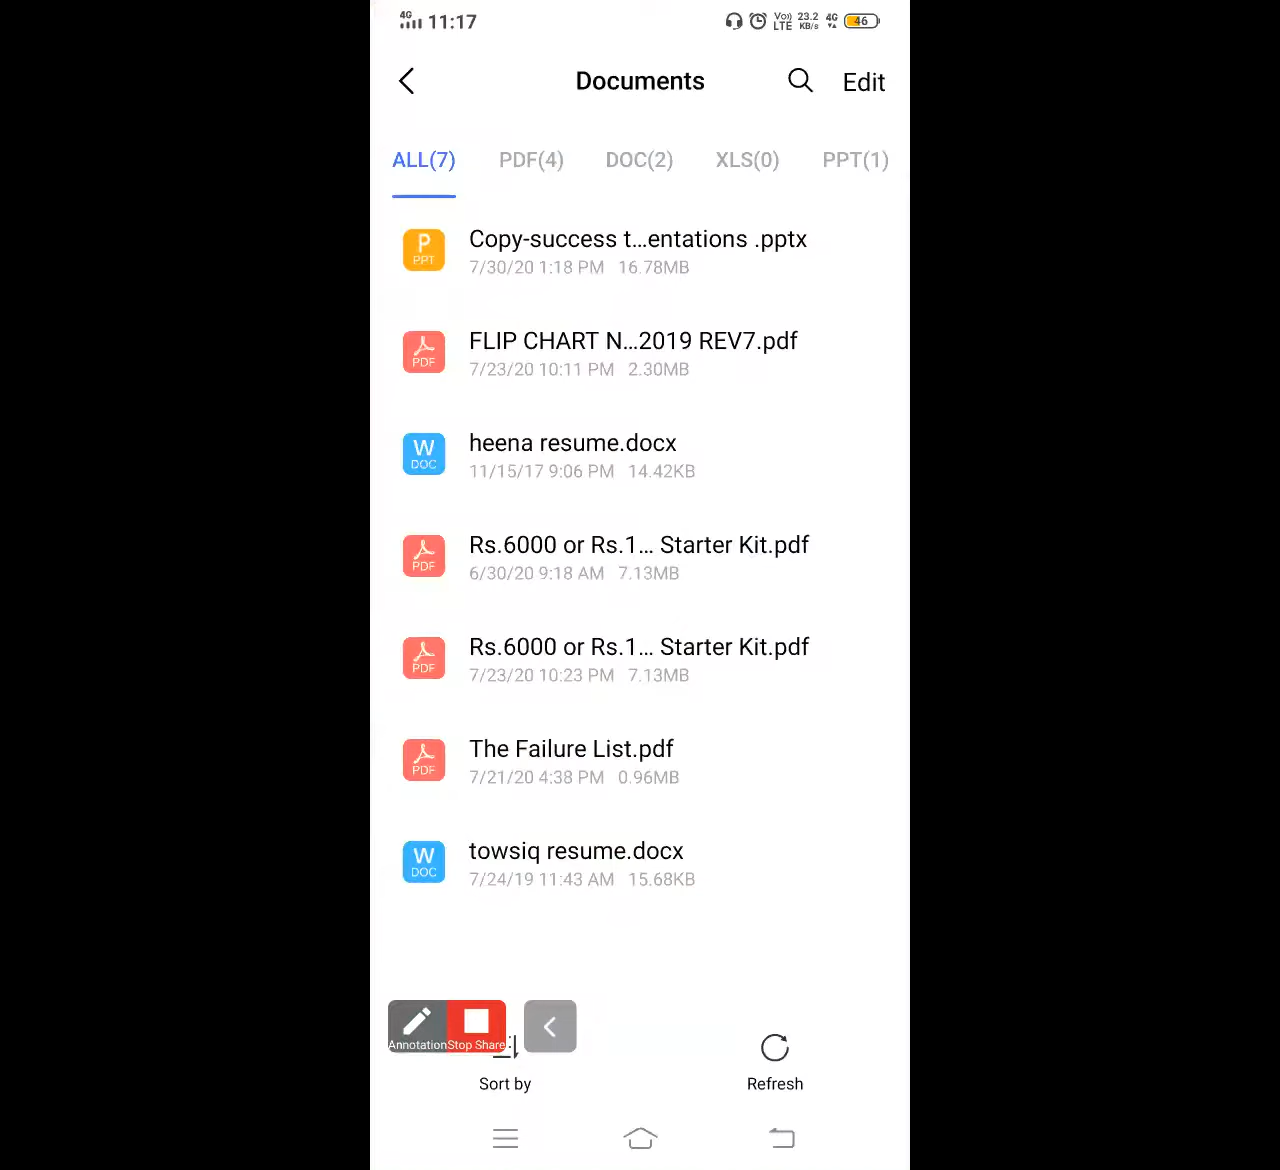 4G 11:17 Vo) LTE 23.2 KB/s 4G 46
Documents Edit
ALL(7) PDF(4) DOC(2) XLS(0) PPT(1)
P PPT
Copy-success t...entations .pptx
7/30/20 1:18 PM 16.78MB
PDF
FLIP CHART N...2019 REV7.pdf
7/23/20 10:11 PM 2.30MB
W DOC
heena resume.docx
11/15/17 9:06 PM 14.42KB
PDF
Rs.6000 or Rs.1... Starter Kit.pdf
6/30/20 9:18 AM 7.13MB
PDF
Rs.6000 or Rs.1... Starter Kit.pdf
7/23/20 10:23 PM 7.13MB
PDF
The Failure List.pdf
7/21/20 4:38 PM 0.96MB
W DOC
towsiq resume.docx
7/24/19 11:43 AM 15.68KB
Annotation Stop Share
Sort by Refresh